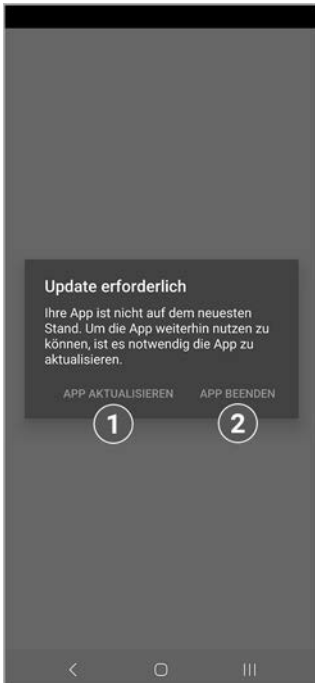 Update erforderlich
Ihre App ist nicht auf dem neuesten
Stand. Um die App weiterhin nutzen zu
können, ist es notwendig die App zu
aktualisieren.
APP AKTUALISIEREN APP BEENDEN
1 2